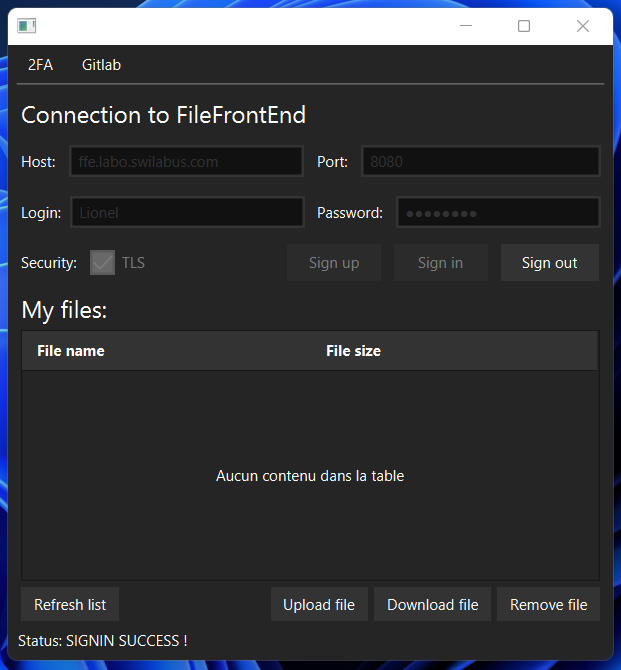 2FA Gitlab
Connection to FileFrontEnd
Host: ffe.labo.swilabus.com Port: 8080
Login: Lionel Password: ●●●●●●●●
Security: TLS Sign up Sign in Sign out
My files:
File name File size
Aucun contenu dans la table
Refresh list Upload file Download file Remove file
Status: SIGNIN SUCCESS !